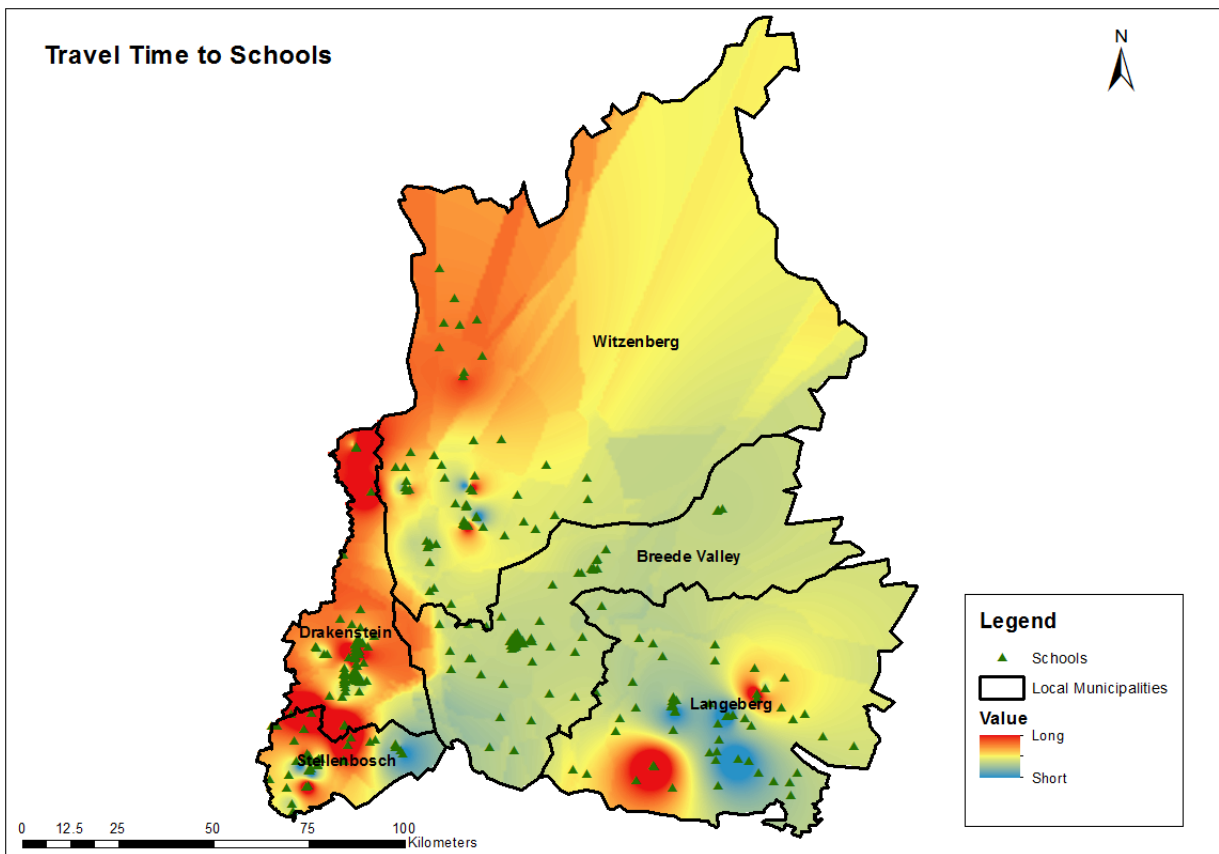 Travel Time to Schools
N
Witzenberg
Breede Valley
Drakenstein
Langeberg
Stellenbosch
Legend
Schools
Local Municipalities
Value
Long
Short
0 12.5 25 50 75 100
Kilometers